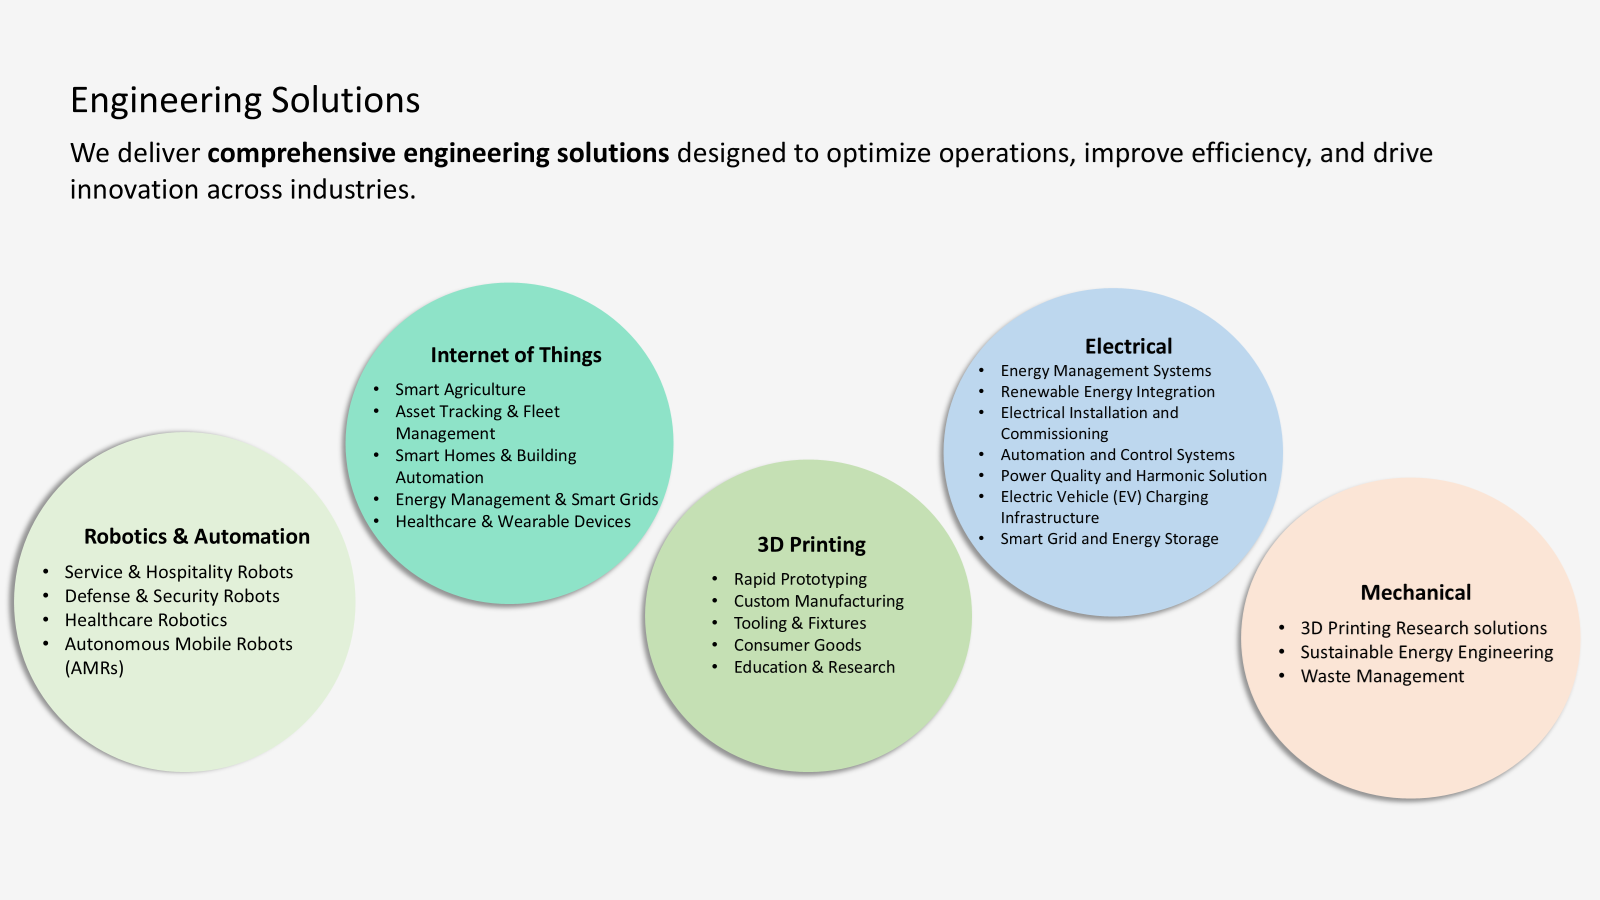 Engineering Solutions
We deliver comprehensive engineering solutions designed to optimize operations, improve efficiency, and drive
innovation across industries.
Robotics & Automation
• Service & Hospitality Robots
• Defense & Security Robots
• Healthcare Robotics
• Autonomous Mobile Robots
(AMRs)
Internet of Things
• Smart Agriculture
• Asset Tracking & Fleet
Management
• Smart Homes & Building
Automation
• Energy Management & Smart Grids
• Healthcare & Wearable Devices
3D Printing
• Rapid Prototyping
• Custom Manufacturing
• Tooling & Fixtures
• Consumer Goods
• Education & Research
Electrical
• Energy Management Systems
• Renewable Energy Integration
• Electrical Installation and
Commissioning
• Automation and Control Systems
• Power Quality and Harmonic Solution
• Electric Vehicle (EV) Charging
Infrastructure
• Smart Grid and Energy Storage
Mechanical
• 3D Printing Research solutions
• Sustainable Energy Engineering
• Waste Management